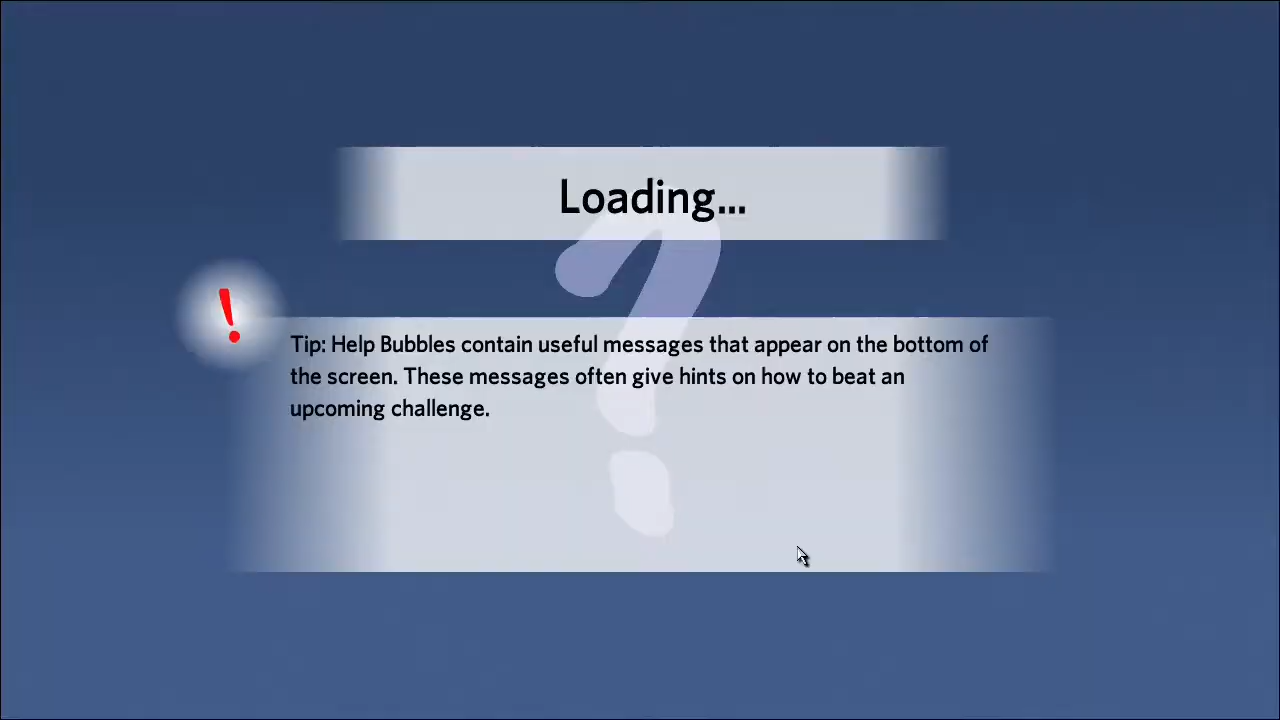 Loading...
!
?
Tip: Help Bubbles contain useful messages that appear on the bottom of
the screen. These messages often give hints on how to beat an
upcoming challenge.